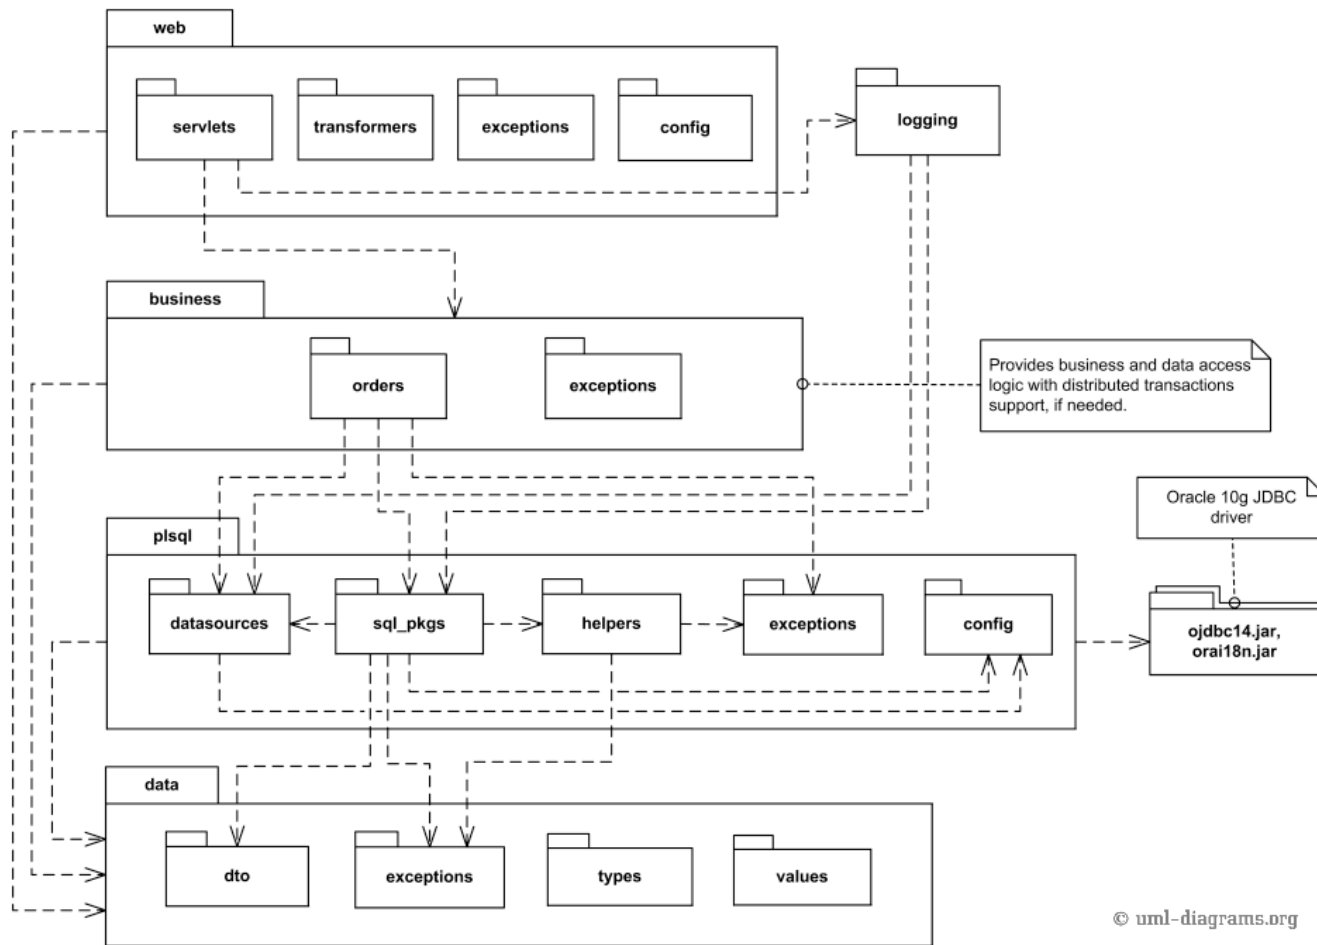 web
servlets
transformers
exceptions
config
logging
business
orders
exceptions
Provides business and data access
logic with distributed transactions
support, if needed.
Oracle 10g JDBC
driver
plsql
datasources
sql_pkgs
helpers
exceptions
config
ojdbc14.jar,
orai18n.jar
data
dto
exceptions
types
values
© uml-diagrams.org